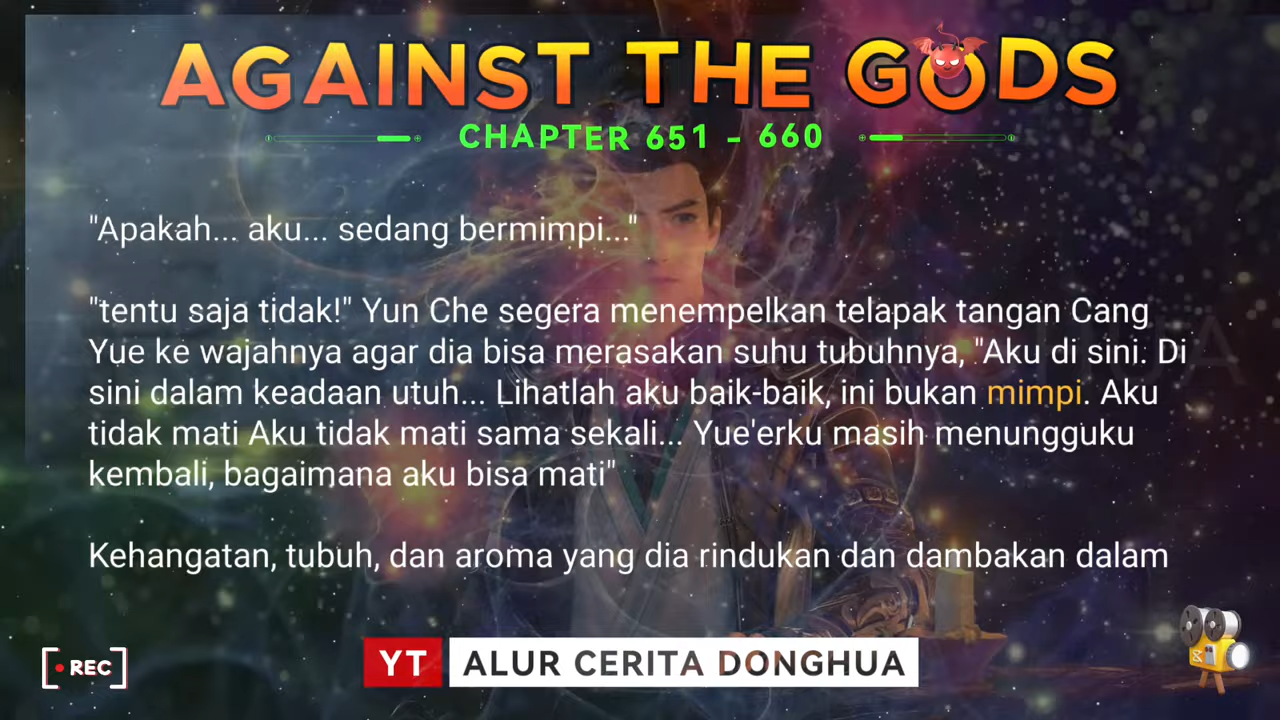 AGAINST THE GODS
CHAPTER 651 - 660
"Apakah... aku... sedang bermimpi..."
"tentu saja tidak!" Yun Che segera menempelkan telapak tangan Cang
Yue ke wajahnya agar dia bisa merasakan suhu tubuhnya, "Aku di sini. Di
sini dalam keadaan utuh... Lihatlah aku baik-baik, ini bukan mimpi. Aku
tidak mati Aku tidak mati sama sekali... Yue'erku masih menungguku
kembali, bagaimana aku bisa mati"
Kehangatan, tubuh, dan aroma yang dia rindukan dan dambakan dalam
REC
YT ALUR CERITA DONGHUA